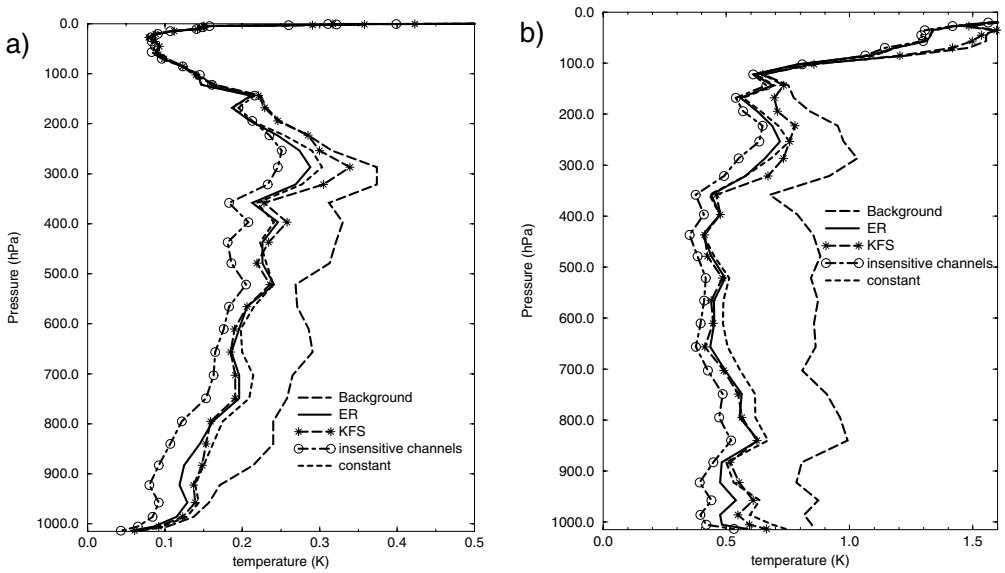 a)
0.0
100.0
200.0
300.0
400.0
500.0
600.0
700.0
800.0
900.0
1000.0
Pressure (hPa)
0.0 0.1 0.2 0.3 0.4 0.5
temperature (K)
Background
ER
KFS
insensitive channels
constant
b)
0.0
100.0
200.0
300.0
400.0
500.0
600.0
700.0
800.0
900.0
1000.0
Pressure (hPa)
0.0 0.5 1.0 1.5
temperature (K)
Background
ER
KFS
insensitive channels
constant